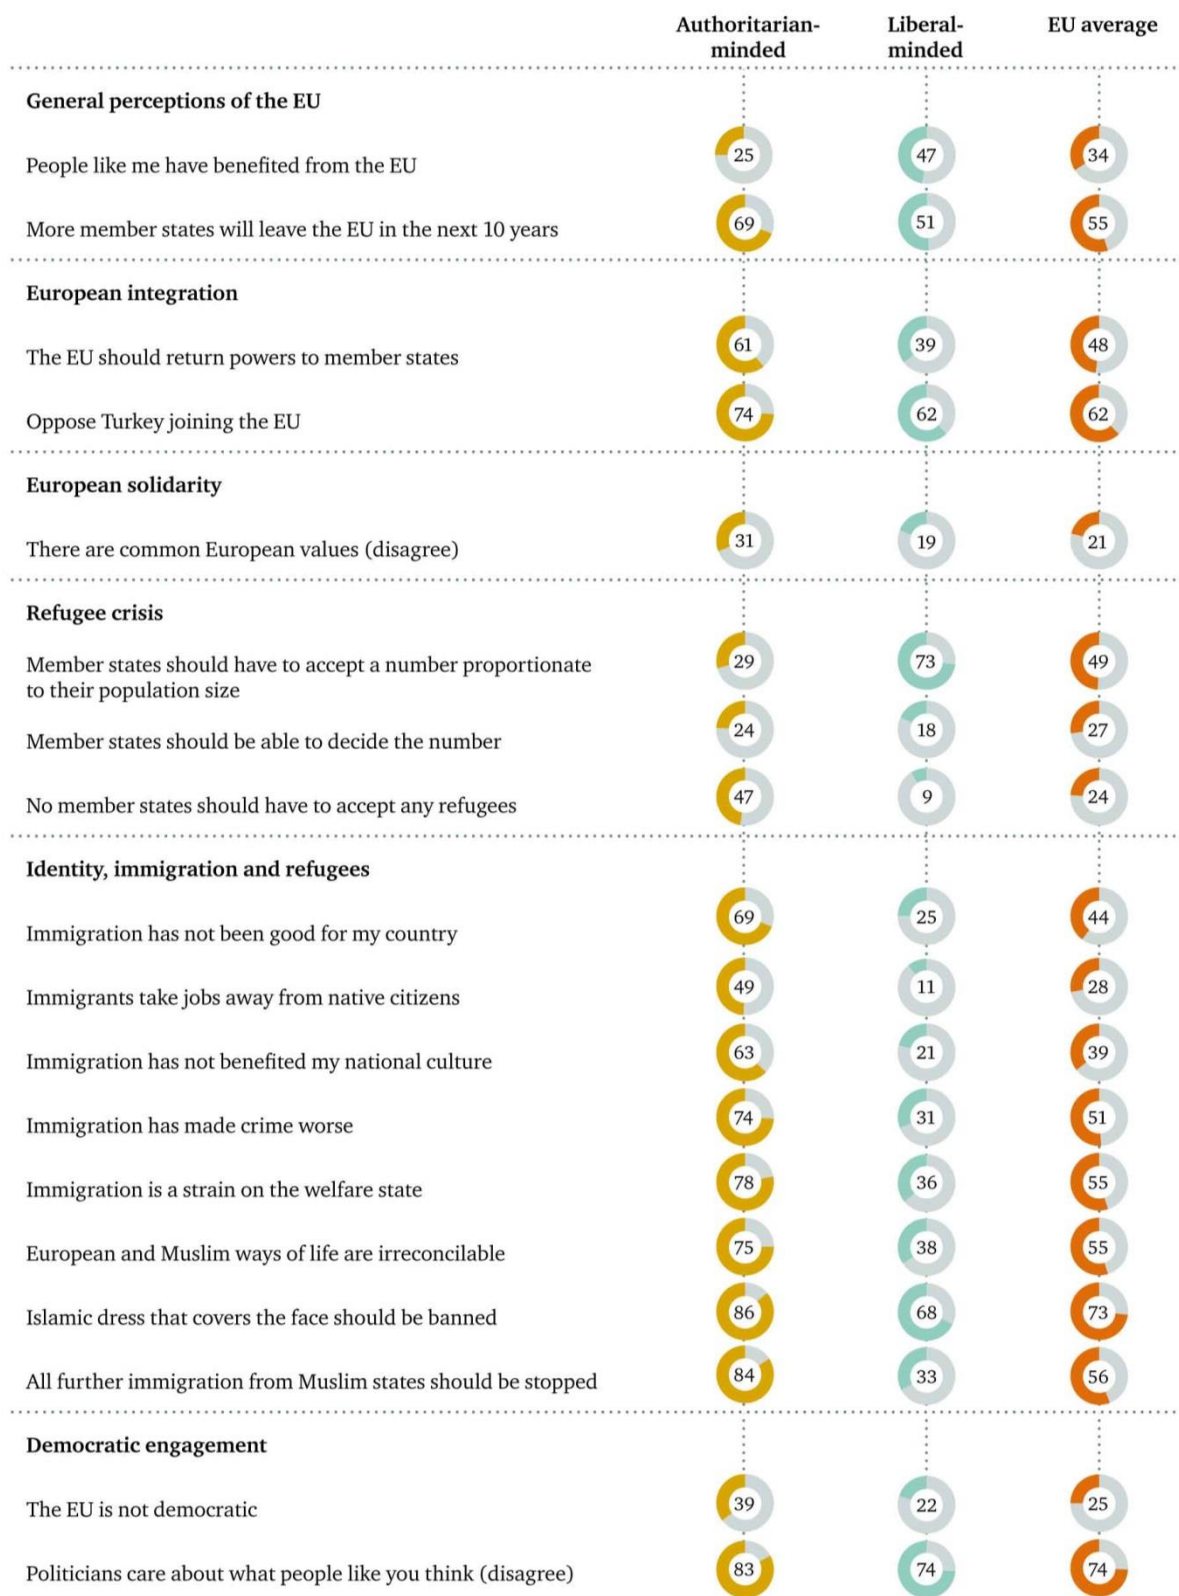 Authoritarian-
minded
Liberal-
minded
EU average
General perceptions of the EU
People like me have benefited from the EU
25
47
34
More member states will leave the EU in the next 10 years
69
51
55
European integration
The EU should return powers to member states
61
39
48
Oppose Turkey joining the EU
74
62
62
European solidarity
There are common European values (disagree)
31
19
21
Refugee crisis
Member states should have to accept a number proportionate
to their population size
29
73
49
Member states should be able to decide the number
24
18
27
No member states should have to accept any refugees
47
9
24
Identity, immigration and refugees
Immigration has not been good for my country
69
25
44
Immigrants take jobs away from native citizens
49
11
28
Immigration has not benefited my national culture
63
21
39
Immigration has made crime worse
74
31
51
Immigration is a strain on the welfare state
78
36
55
European and Muslim ways of life are irreconcilable
75
38
55
Islamic dress that covers the face should be banned
86
68
73
All further immigration from Muslim states should be stopped
84
33
56
Democratic engagement
The EU is not democratic
39
22
25
Politicians care about what people like you think (disagree)
83
74
74